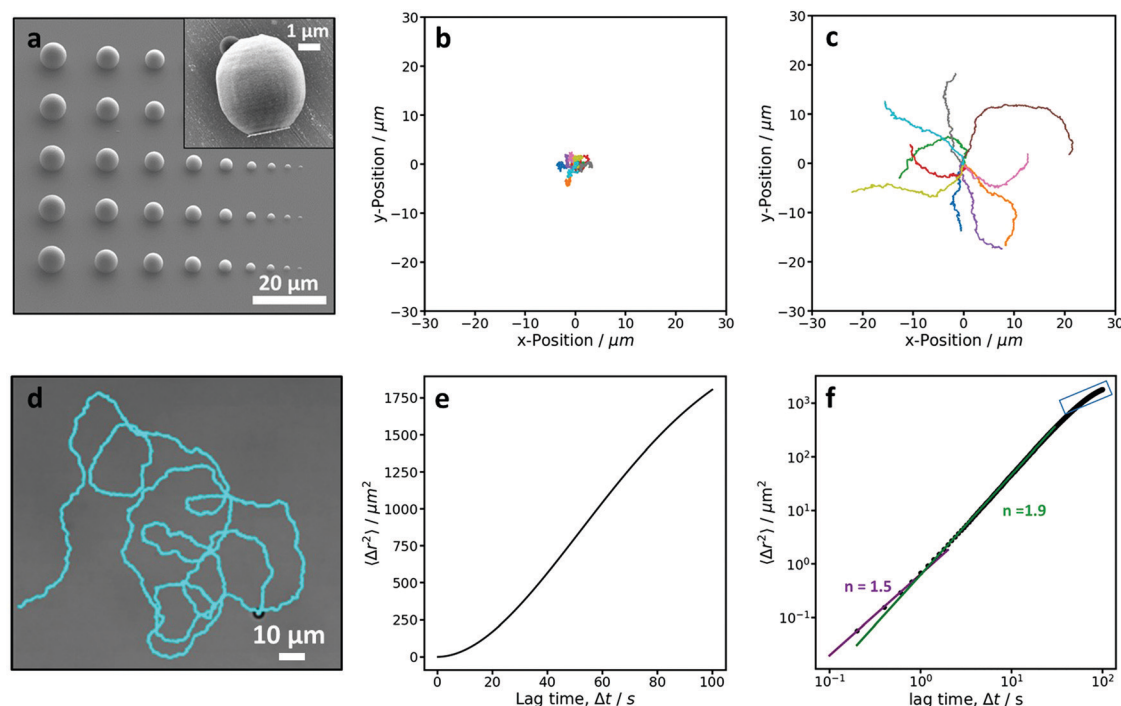 a
1 μm
20 μm
b
y-Position / μm
30
20
10
0
−10
−20
−30
−30
−20
−10
0
10
20
30
x-Position / μm
c
y-Position / μm
30
20
10
0
−10
−20
−30
−30
−20
−10
0
10
20
30
x-Position / μm
d
10 μm
e
⟨Δr²⟩ / μm²
1750
1500
1250
1000
750
500
250
0
0
20
40
60
80
100
Lag time, Δt / s
f
⟨Δr²⟩ / μm²
10³
10²
10¹
10⁰
10⁻¹
n =1.9
n = 1.5
10⁻¹
10⁰
10¹
10²
lag time, Δt / s